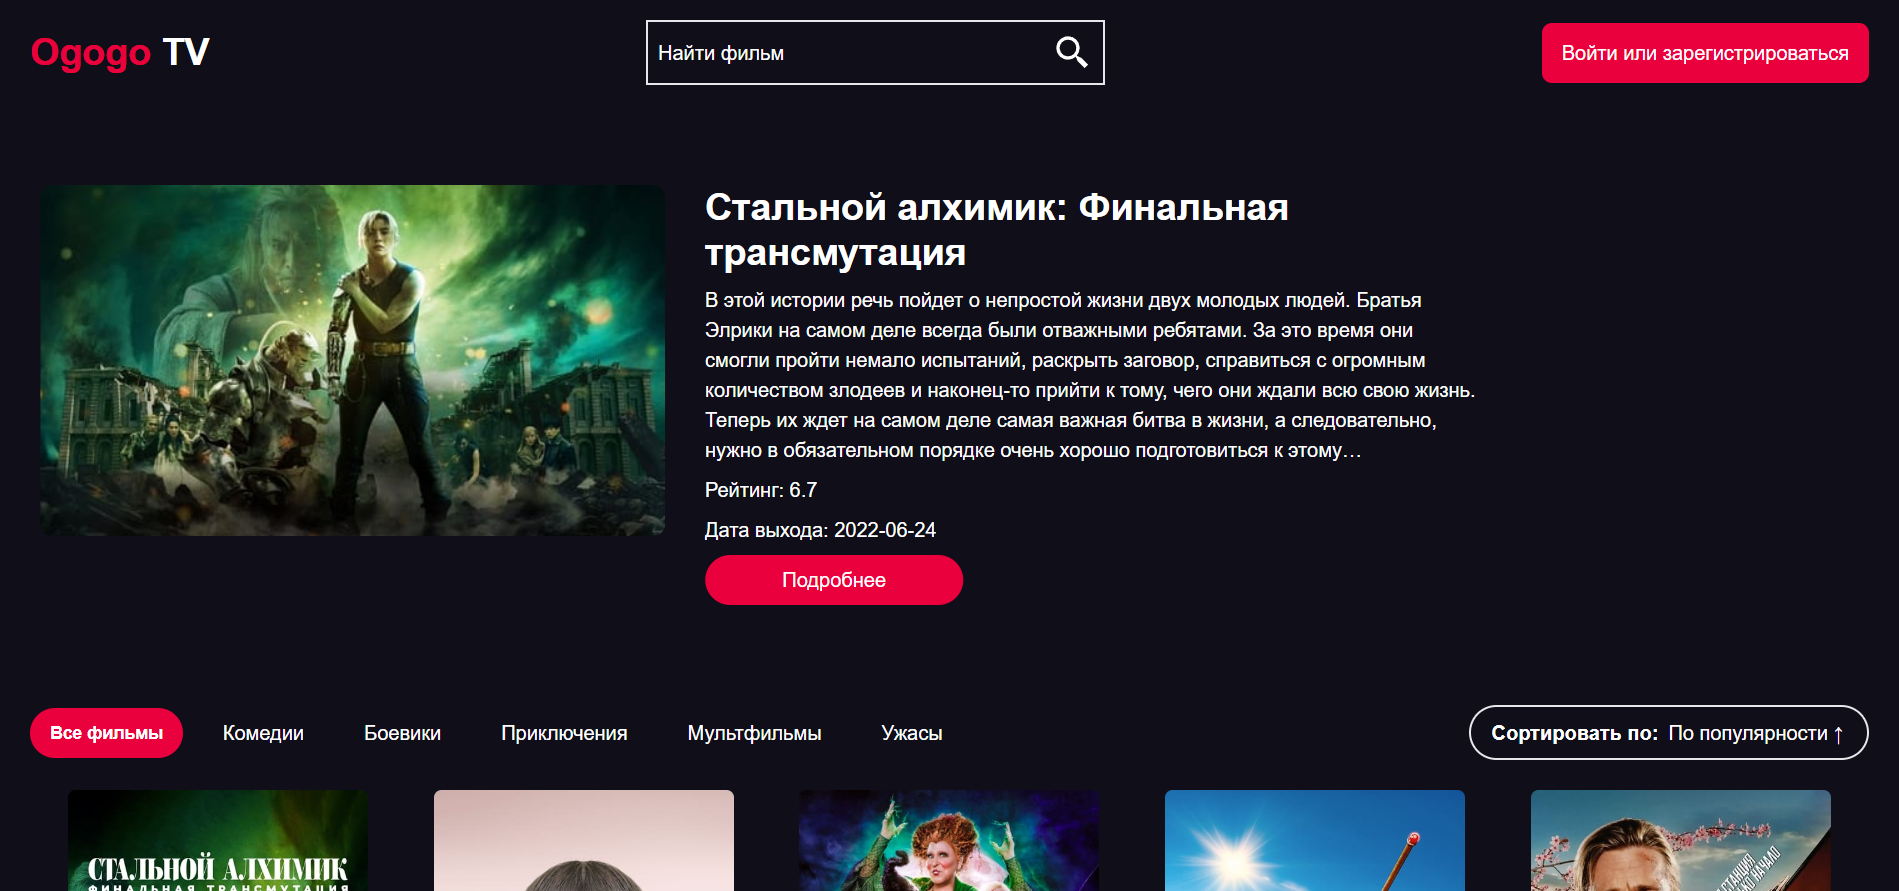 Ogogo TV
Найти фильм
Войти или зарегистрироваться
Стальной алхимик: Финальная
трансмутация
В этой истории речь пойдет о непростой жизни двух молодых людей. Братья
Элрики на самом деле всегда были отважными ребятами. За это время они
смогли пройти немало испытаний, раскрыть заговор, справиться с огромным
количеством злодеев и наконец-то прийти к тому, чего они ждали всю свою жизнь.
Теперь их ждет на самом деле самая важная битва в жизни, а следовательно,
нужно в обязательном порядке очень хорошо подготовиться к этому…
Рейтинг: 6.7
Дата выхода: 2022-06-24
Подробнее
Все фильмы
Комедии
Боевики
Приключения
Мультфильмы
Ужасы
Сортировать по: По популярности ↑
СТАЛЬНОЙ АЛХИМИК
ФИНАЛЬНАЯ ТРАНСМУТАЦИЯ
НАЧАЛО